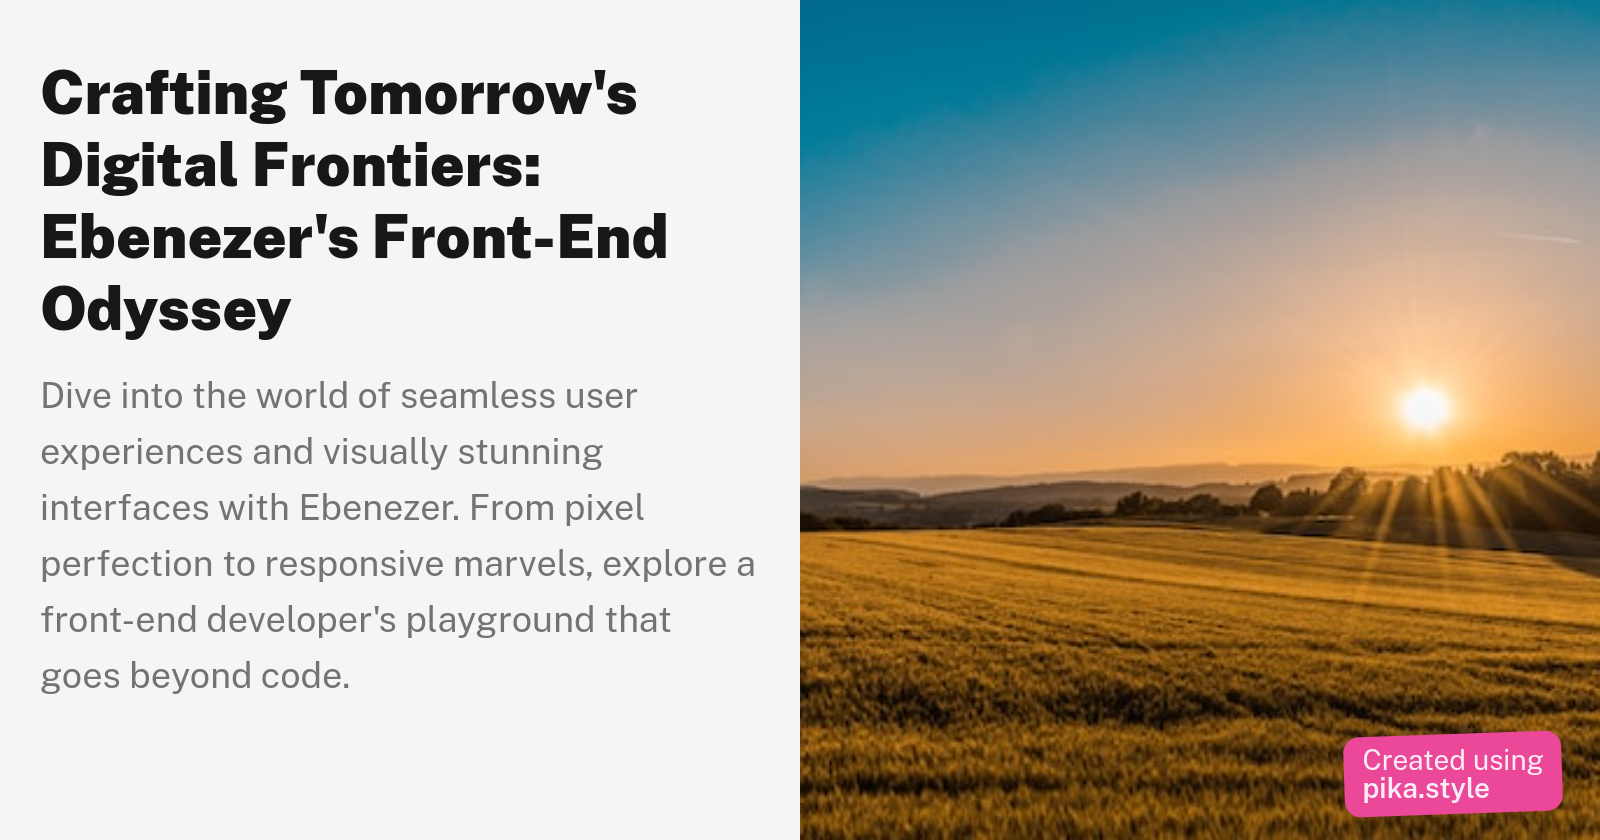 Crafting Tomorrow's
Digital Frontiers:
Ebenezer's Front-End
Odyssey
Dive into the world of seamless user
experiences and visually stunning
interfaces with Ebenezer. From pixel
perfection to responsive marvels, explore a
front-end developer's playground that
goes beyond code.
Created using
pika.style